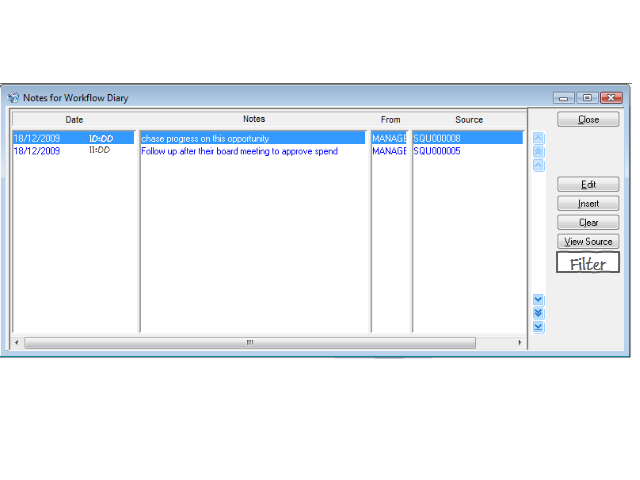 Notes for Workflow Diary
Date Notes From Source
18/12/2009 10:00 chase progress on this opportunity MANAGE SQU000008
18/12/2009 11:00 Follow up after their board meeting to approve spend MANAGE SQU000005
Close
Edit
Insert
Clear
View Source
Filter